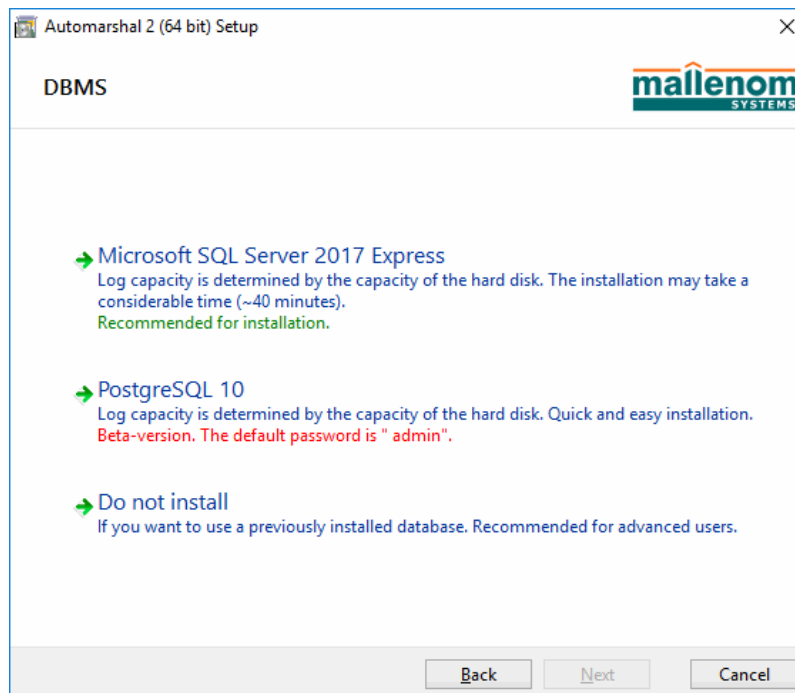 Automarshal 2 (64 bit) Setup
DBMS
mallenom
SYSTEMS
Microsoft SQL Server 2017 Express
Log capacity is determined by the capacity of the hard disk. The installation may take a
considerable time (~40 minutes).
Recommended for installation.
PostgreSQL 10
Log capacity is determined by the capacity of the hard disk. Quick and easy installation.
Beta-version. The default password is " admin".
Do not install
If you want to use a previously installed database. Recommended for advanced users.
Back
Next
Cancel